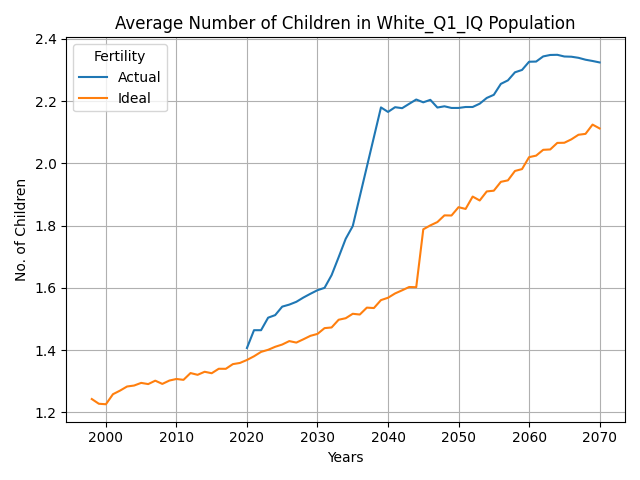 Average Number of Children in White_Q1_IQ Population
2.4
2.2
2.0
1.8
1.6
1.4
1.2
No. of Children
Fertility
Actual
Ideal
2000 2010 2020 2030 2040 2050 2060 2070
Years